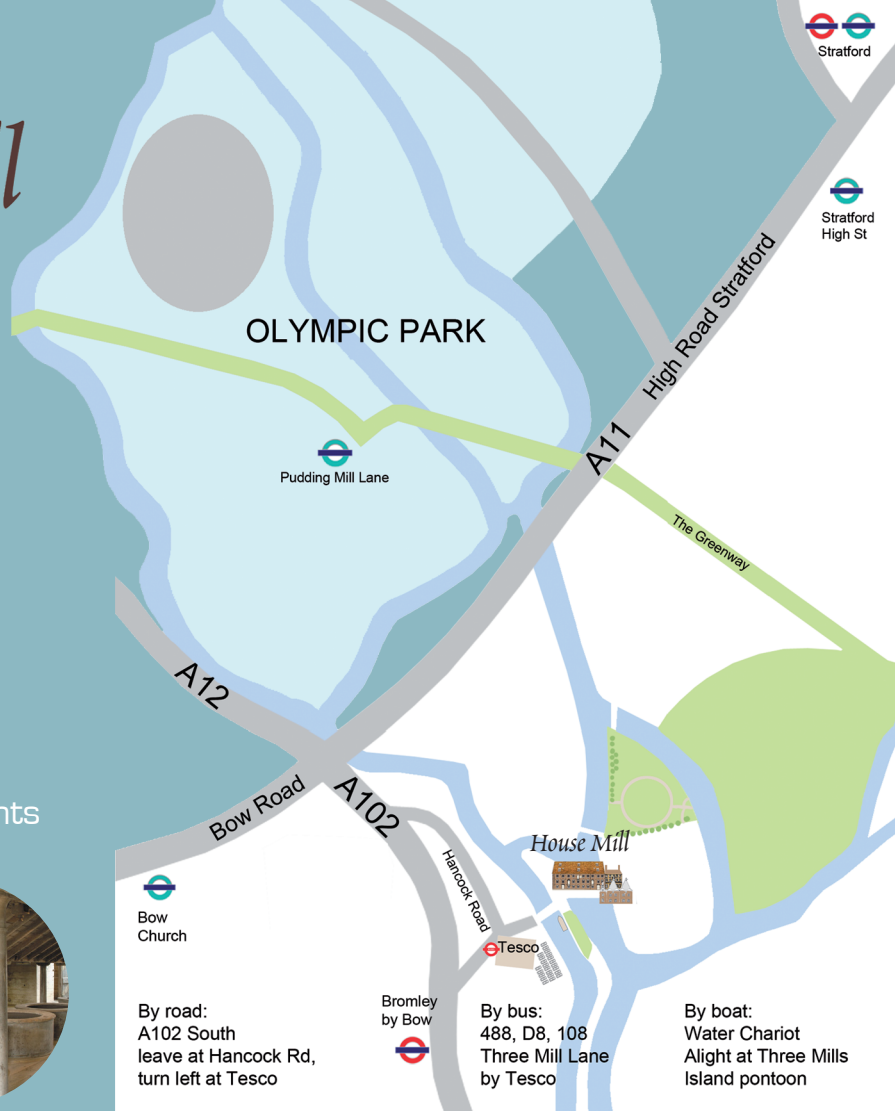 ll
Stratford
Stratford
High St
High Road Stratford
OLYMPIC PARK
A11
Pudding Mill Lane
The Greenway
A12
nts
Bow Road
A102
House Mill
Hancock Road
Bow
Church
Tesco
Bromley
by Bow
By road:
A102 South
leave at Hancock Rd,
turn left at Tesco
By bus:
488, D8, 108
Three Mill Lane
by Tesco
By boat:
Water Chariot
Alight at Three Mills
Island pontoon